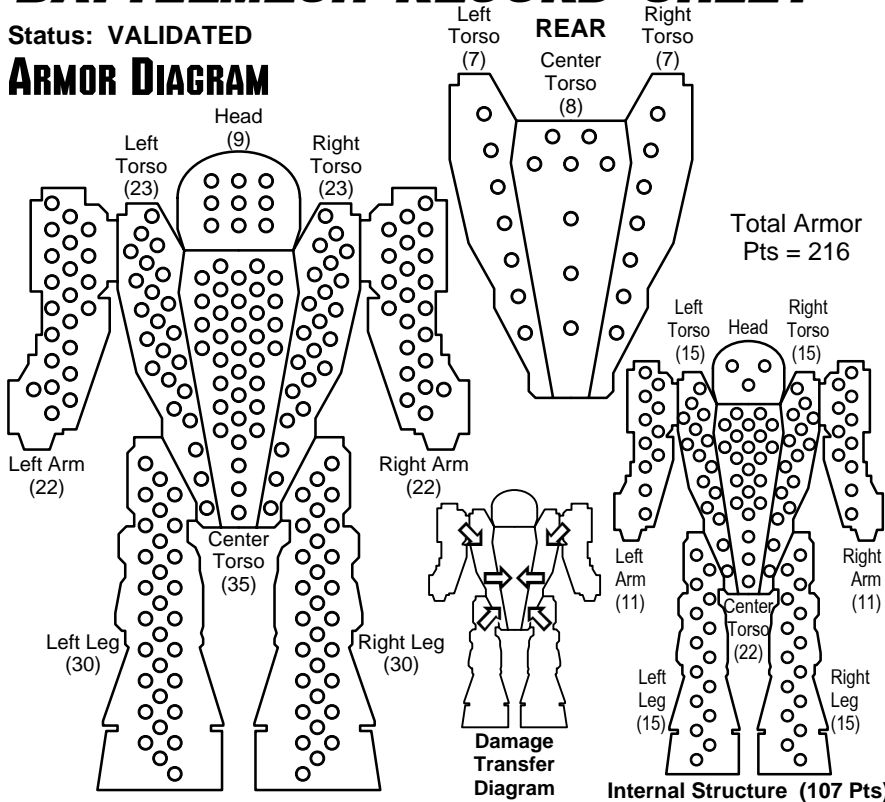 BATTLEMECH RECORD SHEET
Status: VALIDATED
ARMOR DIAGRAM
Head
(9)
Left
Torso
(23)
Right
Torso
(23)
Left Arm
(22)
Right Arm
(22)
Center
Torso
(35)
Left Leg
(30)
Right Leg
(30)
Left
Torso
(7)
REAR
Right
Torso
(7)
Center
Torso
(8)
Total Armor
Pts = 216
Damage
Transfer
Diagram
Left
Torso
(15)
Head
Right
Torso
(15)
Left
Arm
(11)
Right
Arm
(11)
Center
Torso
(22)
Left
Leg
(15)
Right
Leg
(15)
Internal Structure (107 Pts)